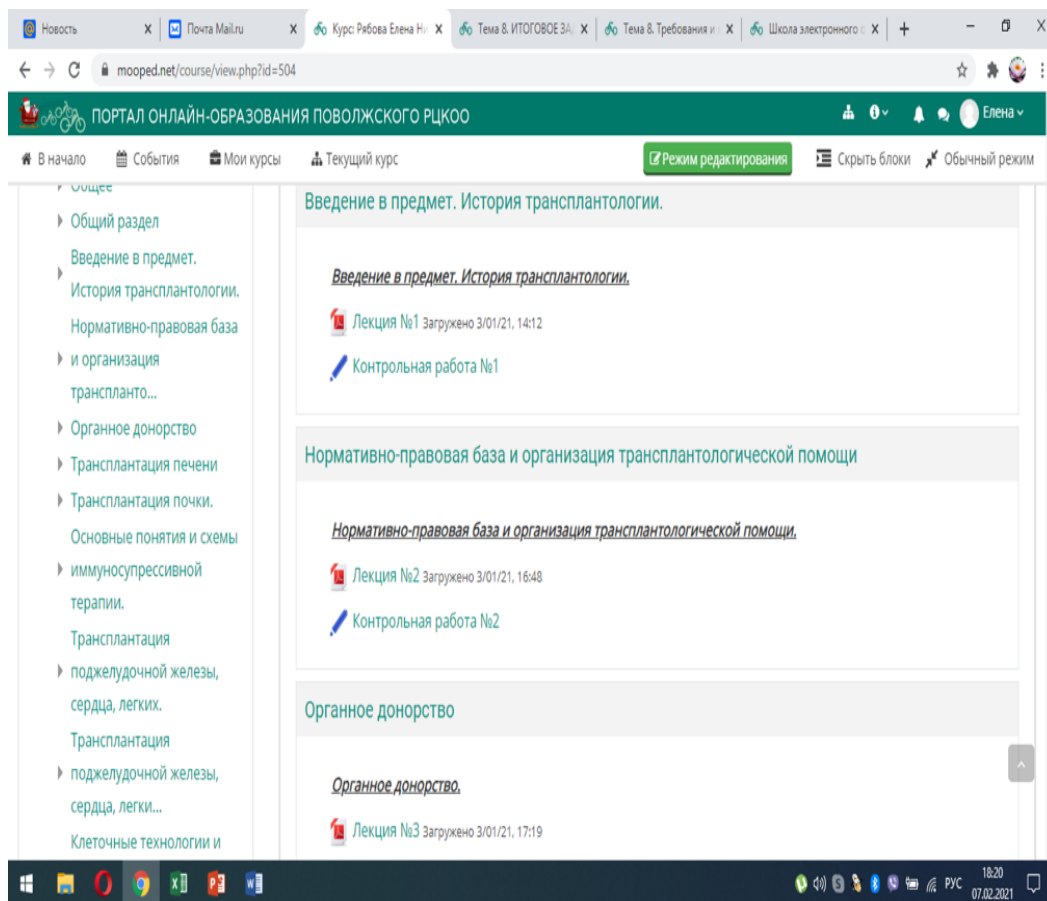 Новость
Почта Mail.ru
Курс: Рябова Елена Ни
Тема 8. ИТОГОВОЕ ЗА
Тема 8. Требования и
Школа электронного о
mooped.net/course/view.php?id=504
ПОРТАЛ ОНЛАЙН-ОБРАЗОВАНИЯ ПОВОЛЖСКОГО РЦКОО
Елена
В начало
События
Мои курсы
Текущий курс
Режим редактирования
Скрыть блоки
Обычный режим
Общее
Общий раздел
Введение в предмет.
История трансплантологии.
Нормативно-правовая база
и организация
транспланто...
Органное донорство
Трансплантация печени
Трансплантация почки.
Основные понятия и схемы
иммуносупрессивной
терапии.
Трансплантация
поджелудочной железы,
сердца, легких.
Трансплантация
поджелудочной железы,
сердца, легки...
Клеточные технологии и
Введение в предмет. История трансплантологии.
Введение в предмет. История трансплантологии.
Лекция №1 Загружено 3/01/21, 14:12
Контрольная работа №1
Нормативно-правовая база и организация трансплантологической помощи
Нормативно-правовая база и организация трансплантологической помощи.
Лекция №2 Загружено 3/01/21, 16:48
Контрольная работа №2
Органное донорство
Органное донорство.
Лекция №3 Загружено 3/01/21, 17:19
РУС
18:20
07.02.2021